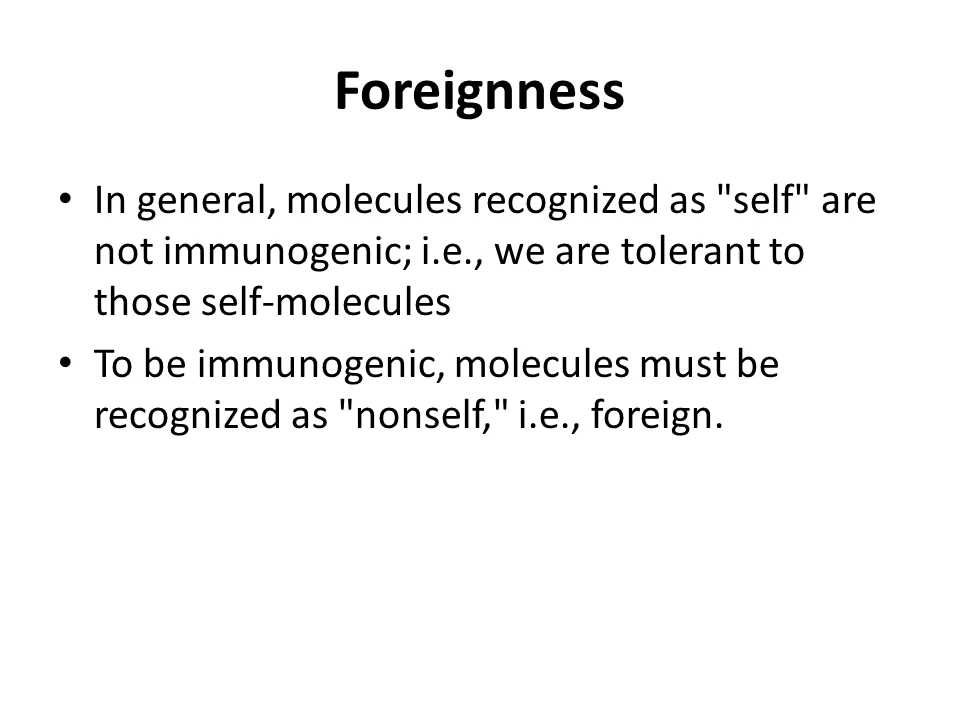 Foreignness
• In general, molecules recognized as "self" are
not immunogenic; i.e., we are tolerant to
those self-molecules
• To be immunogenic, molecules must be
recognized as "nonself," i.e., foreign.